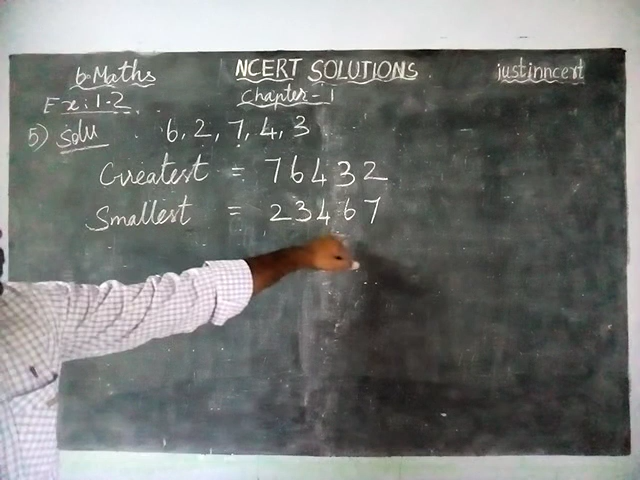 6 Maths NCERT SOLUTIONS justinncert
Ex:1.2 Chapter-1
5) Solu 6, 2, 7, 4, 3
Greatest = 76432
Smallest = 23467